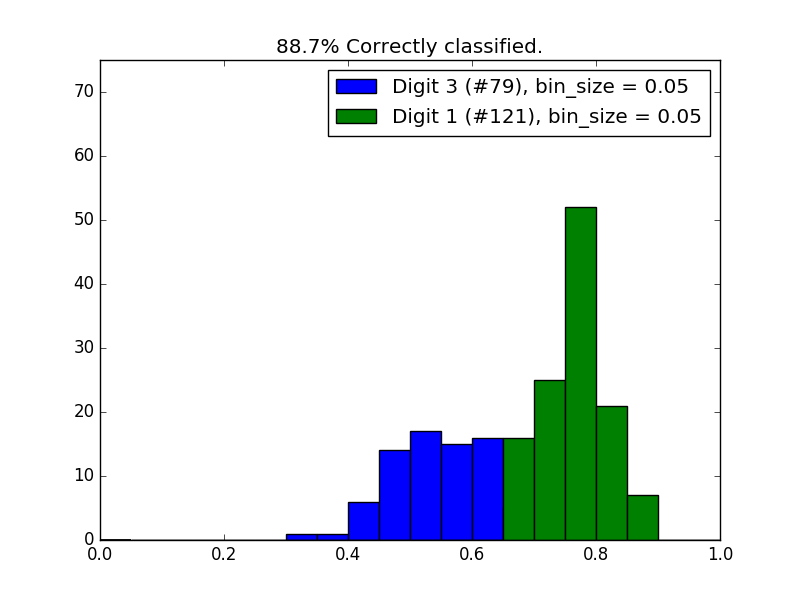 88.7% Correctly classified.
Digit 3 (#79), bin_size = 0.05
Digit 1 (#121), bin_size = 0.05
70
60
50
40
30
20
10
0
0.0 0.2 0.4 0.6 0.8 1.0